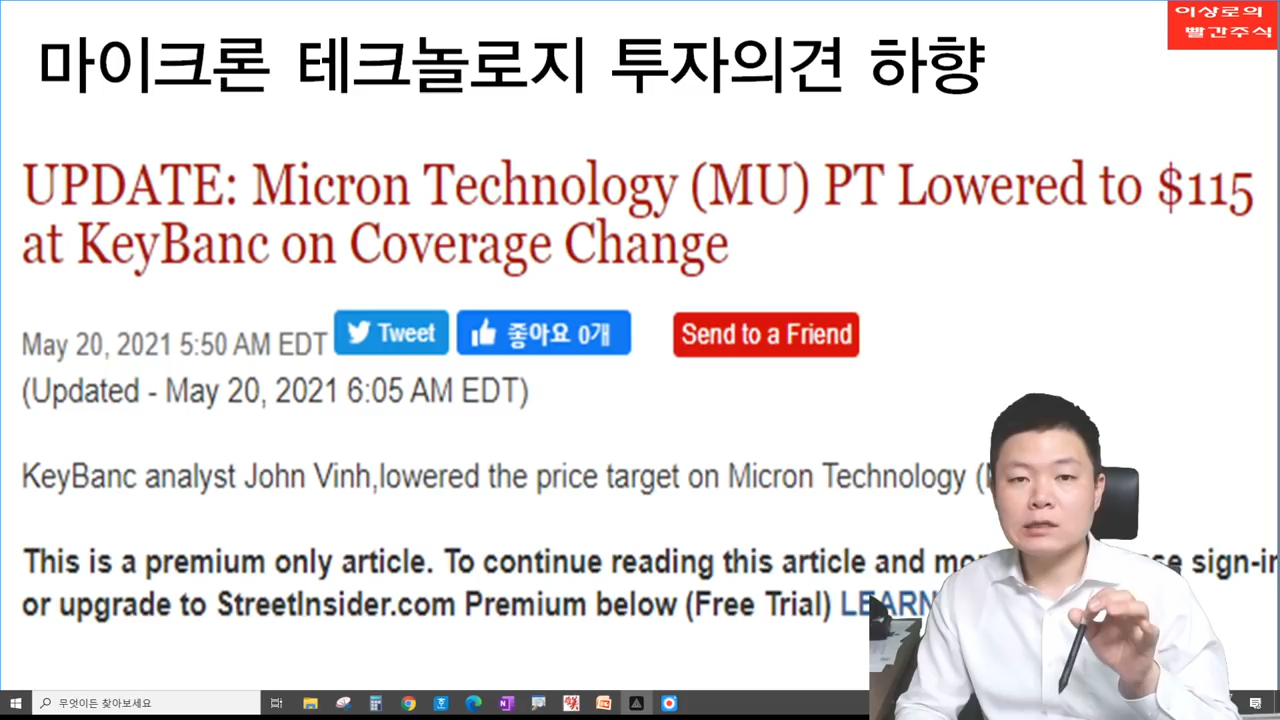 이상로의
빨간주식
마이크론 테크놀로지 투자의견 하향
UPDATE: Micron Technology (MU) PT Lowered to $115
at KeyBanc on Coverage Change
May 20, 2021 5:50 AM EDT Tweet 좋아요 0개 Send to a Friend
(Updated - May 20, 2021 6:05 AM EDT)
KeyBanc analyst John Vinh,lowered the price target on Micron Technology (
This is a premium only article. To continue reading this article and mo se sign-in
or upgrade to StreetInsider.com Premium below (Free Trial) LEARN
무엇이든 찾아보세요